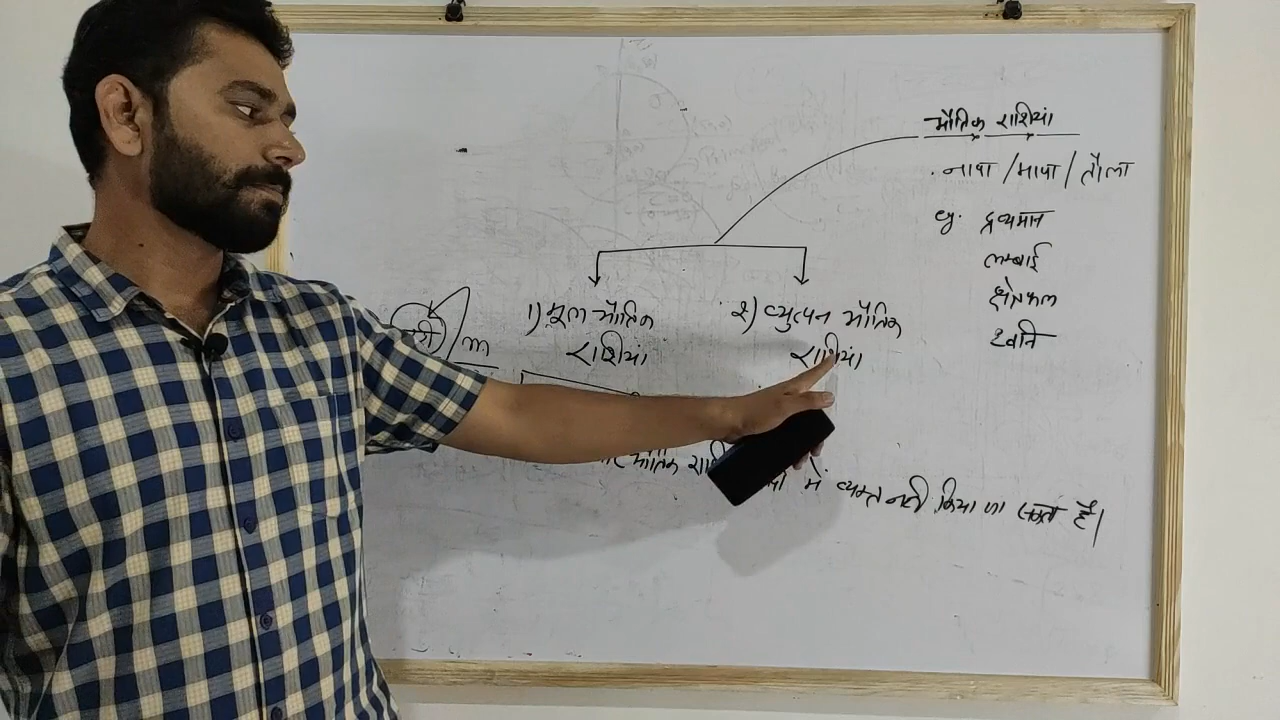 भौतिक राशियां
. नापा / मापा / तौला
eg. द्रव्यमान
लम्बाई
क्षेत्रफल
ध्वनि
1) मूल भौतिक
राशियां
2) व्युत्पन भौतिक
राशियां
m
भौतिक में व्यक्त नही किया जा सकता है।